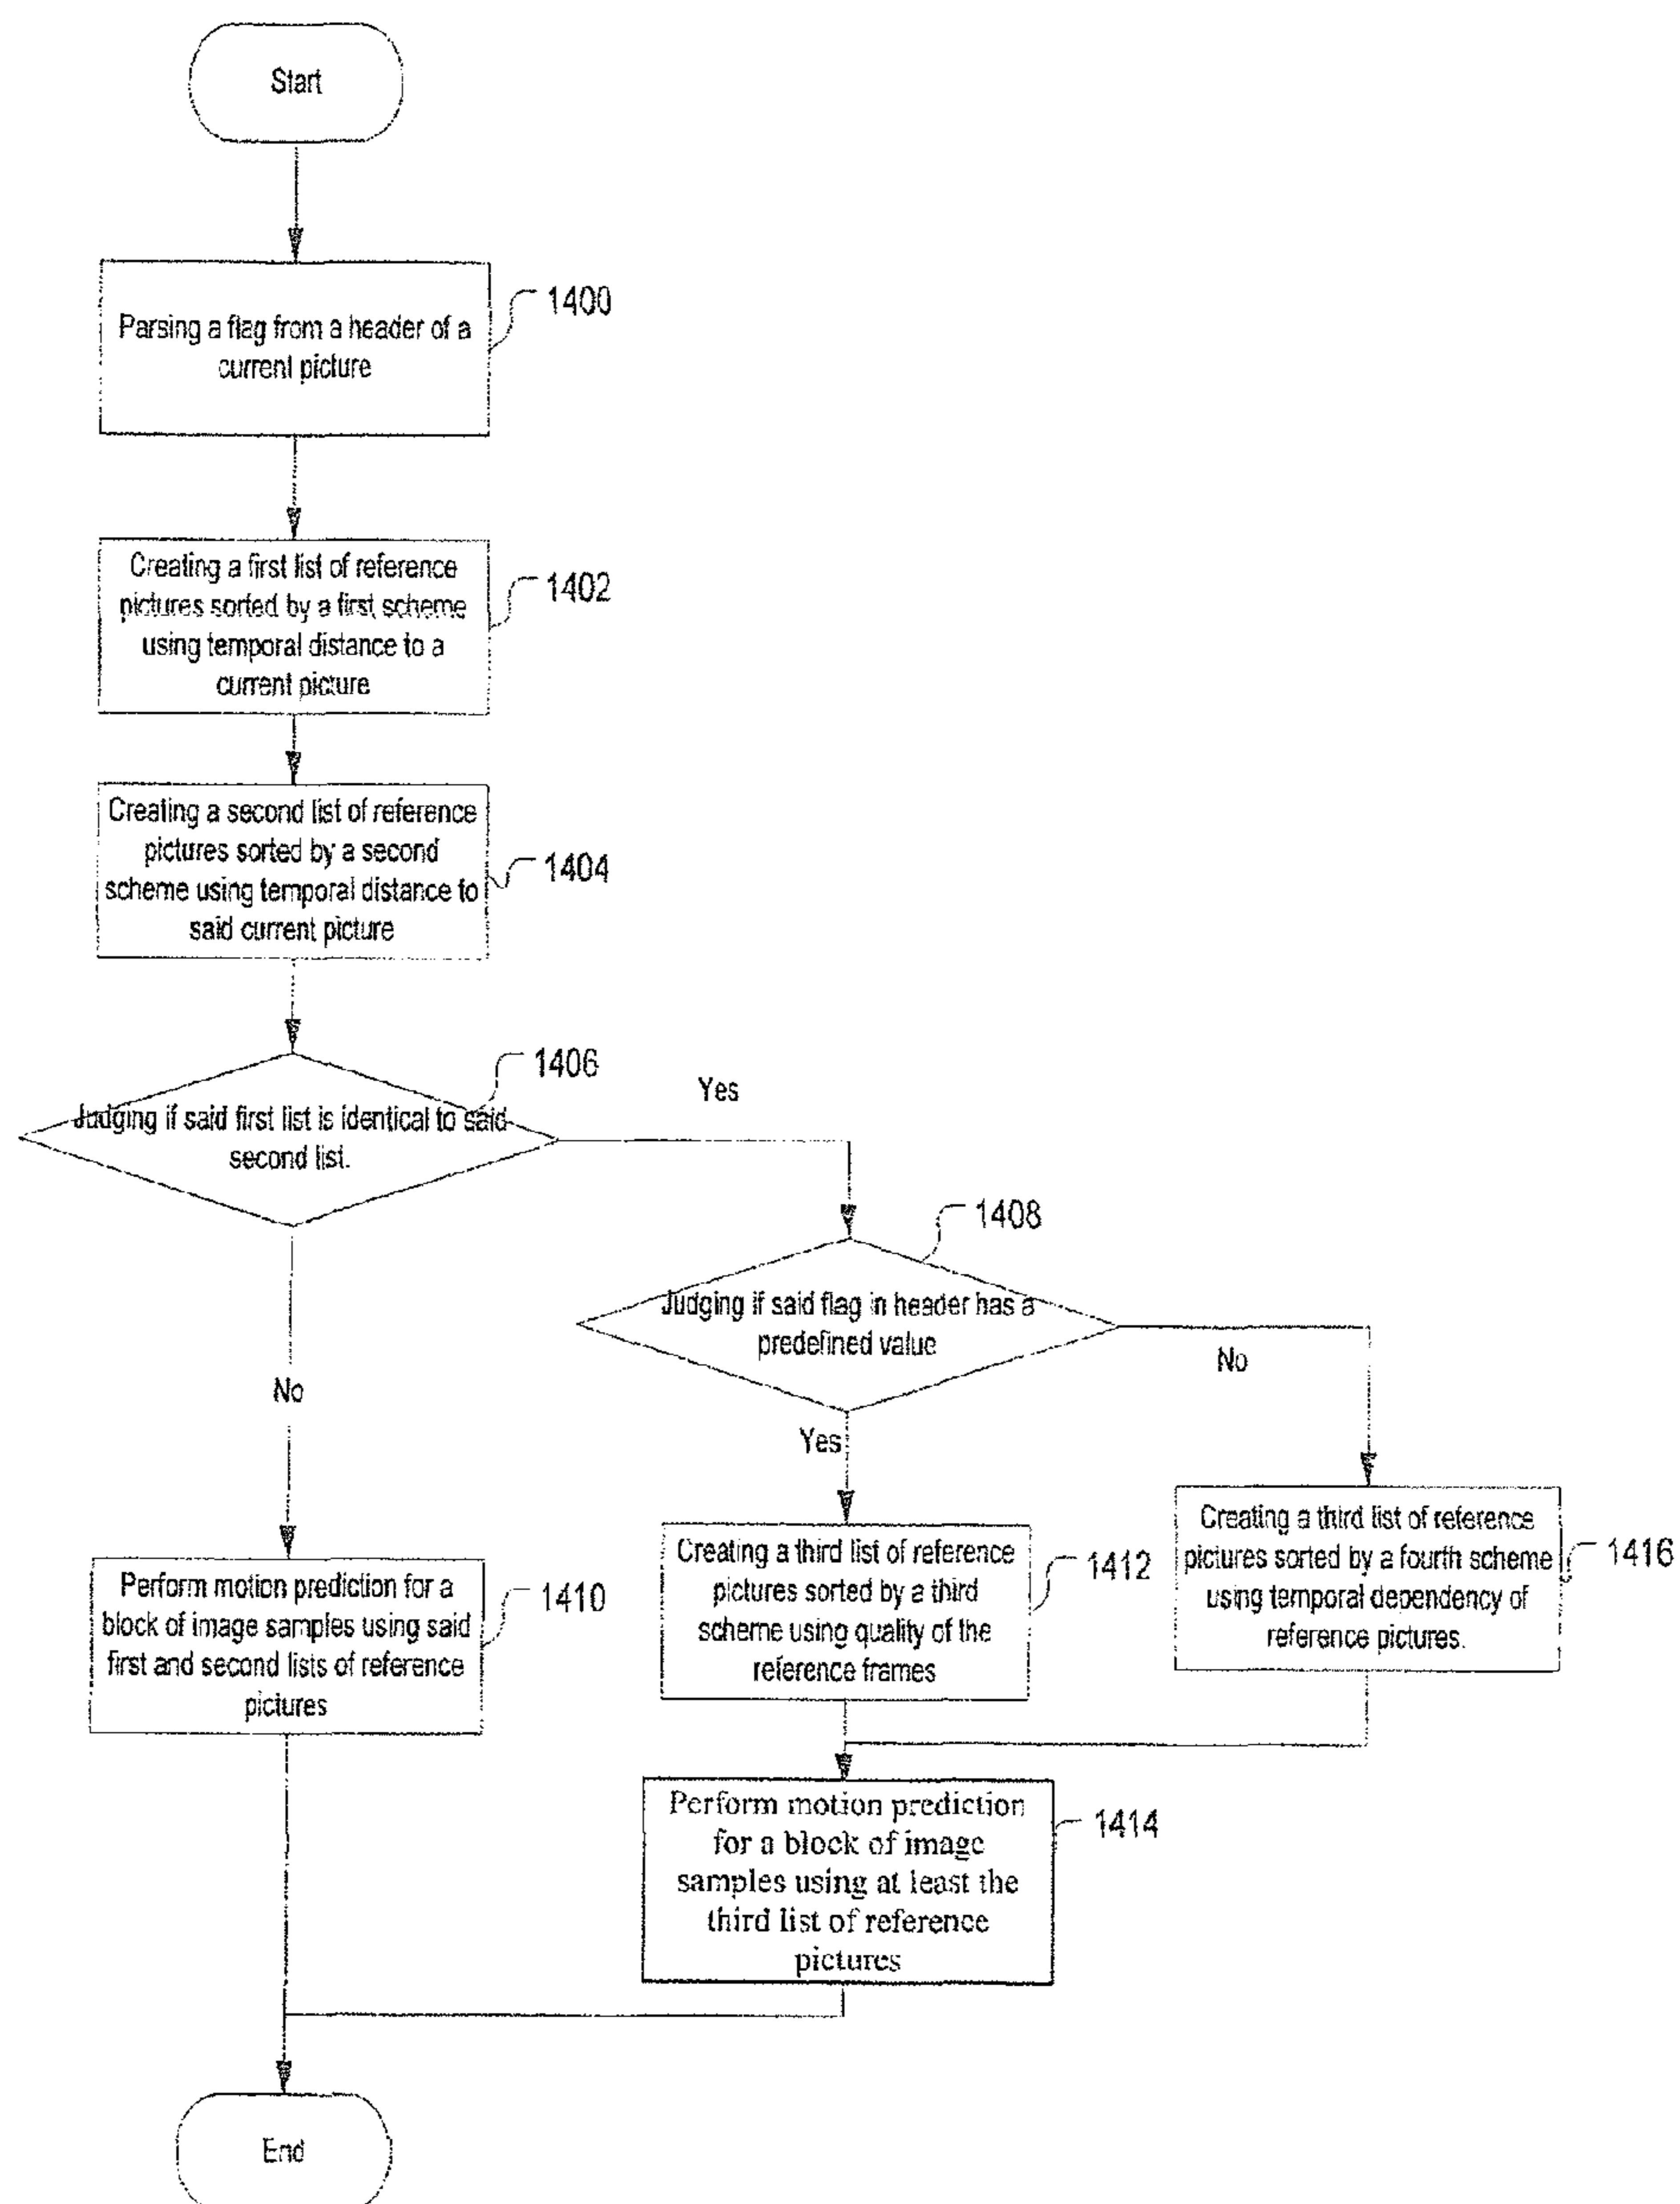 Start
1400
Parsing a flag from a header of a
current picture
Creating a first list of reference
pictures sorted by a first scheme
using temporal distance to a
current picture
1402
Creating a second list of reference
pictures sorted by a second
scheme using temporal distance to
said current picture
1404
1406
Judging if said first list is identical to said
second list.
Yes
No
1408
Judging if said flag in header has a
predefined value
No
Yes
Perform motion prediction for a
block of image samples using said
first and second lists of reference
pictures
1410
Creating a third list of reference
pictures sorted by a third
scheme using quality of the
reference frames
1412
Creating a third list of reference
pictures sorted by a fourth scheme
using temporal dependency of
reference pictures.
1416
Perform motion prediction
for a block of image
samples using at least the
third list of reference
pictures
1414
End